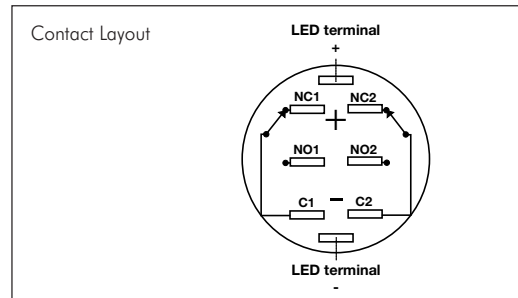 Contact Layout
LED terminal
+
NC1 NC2
+
NO1 NO2
-
C1 C2
LED terminal
-